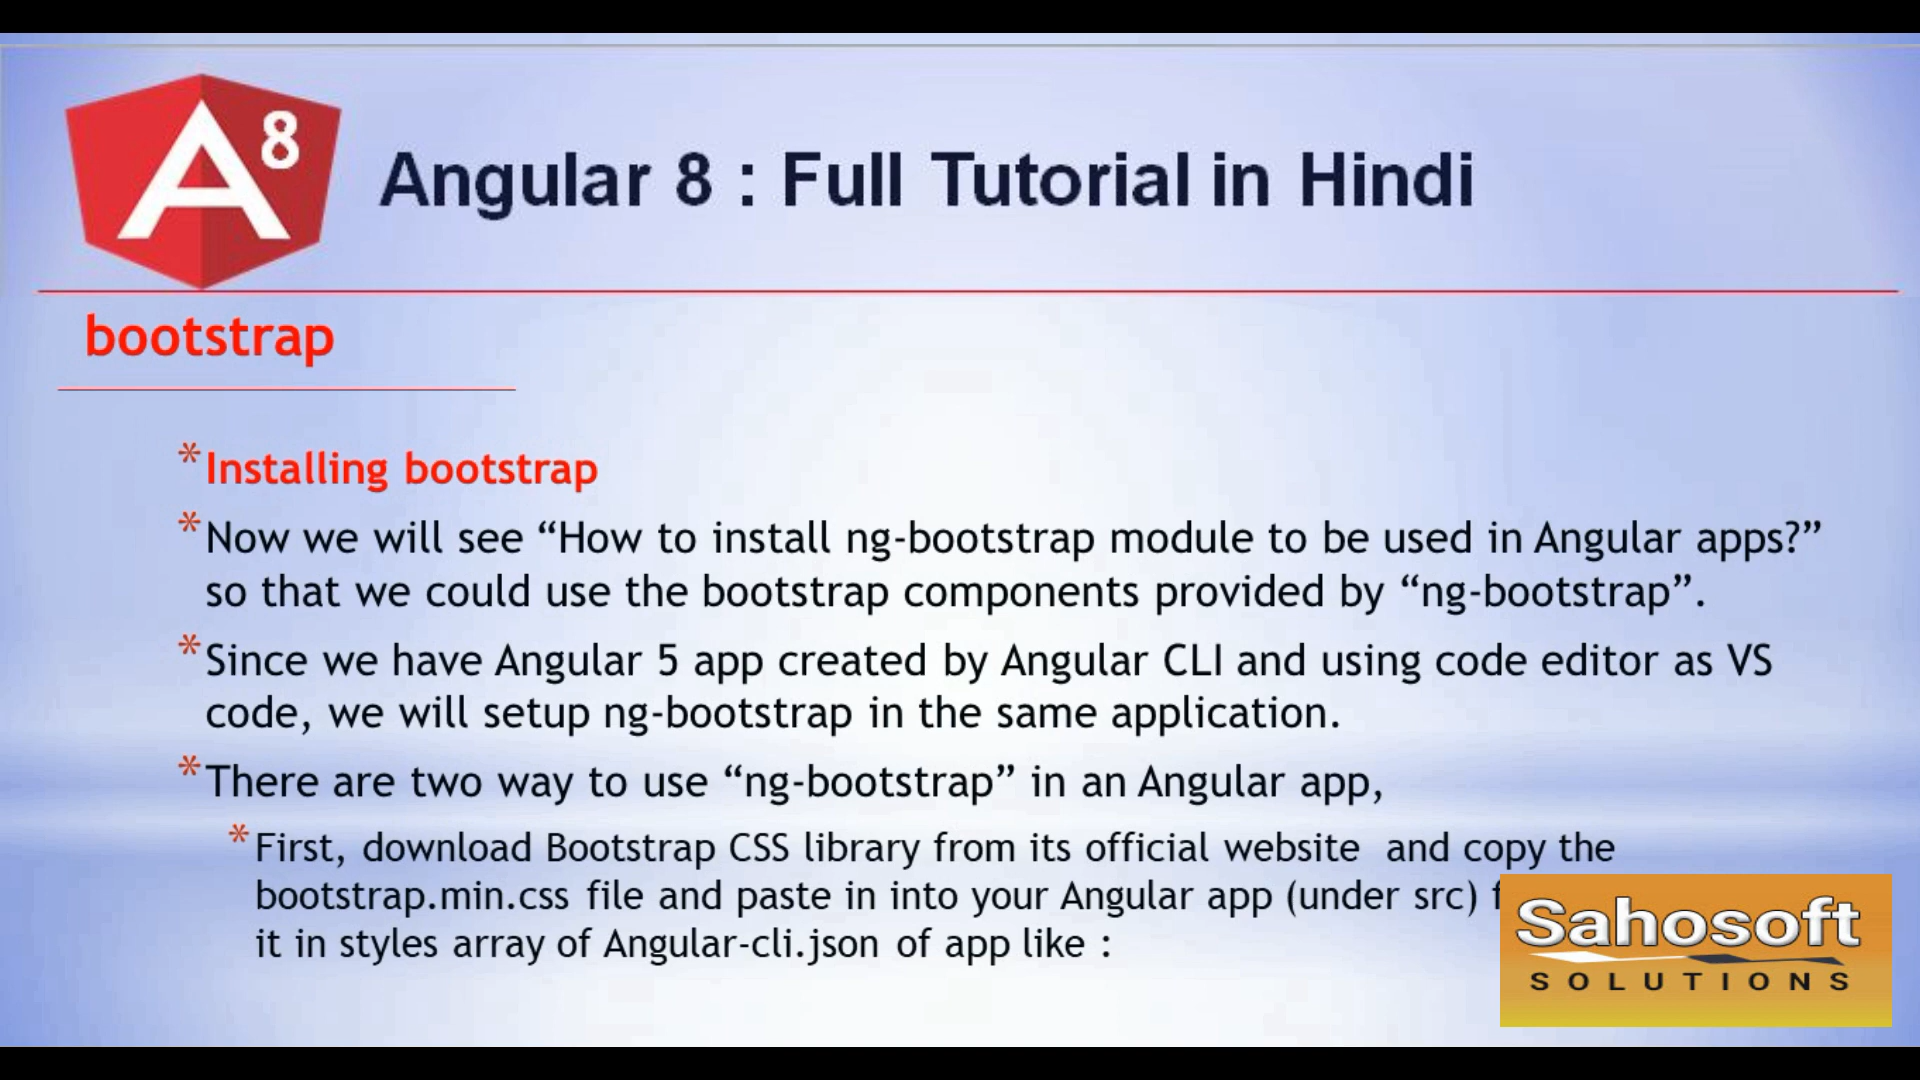 A8
Angular 8 : Full Tutorial in Hindi
bootstrap
*Installing bootstrap
*Now we will see “How to install ng-bootstrap module to be used in Angular apps?”
so that we could use the bootstrap components provided by “ng-bootstrap”.
*Since we have Angular 5 app created by Angular CLI and using code editor as VS
code, we will setup ng-bootstrap in the same application.
*There are two way to use “ng-bootstrap” in an Angular app,
*First, download Bootstrap CSS library from its official website and copy the
bootstrap.min.css file and paste in into your Angular app (under src)
it in styles array of Angular-cli.json of app like :
Sahosoft
SOLUTIONS